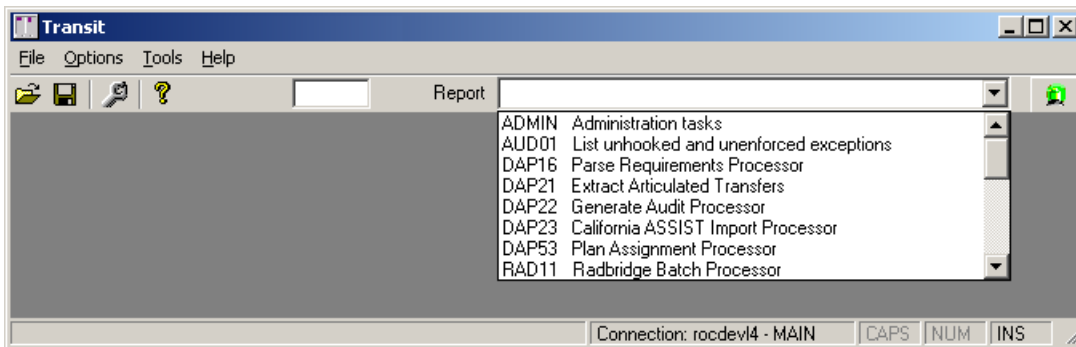 Transit
File Options Tools Help
Report
ADMIN Administration tasks
AUD01 List unhooked and unenforced exceptions
DAP16 Parse Requirements Processor
DAP21 Extract Articulated Transfers
DAP22 Generate Audit Processor
DAP23 California ASSIST Import Processor
DAP53 Plan Assignment Processor
RAD11 Radbridge Batch Processor
Connection: rocdevl4 - MAIN CAPS NUM INS